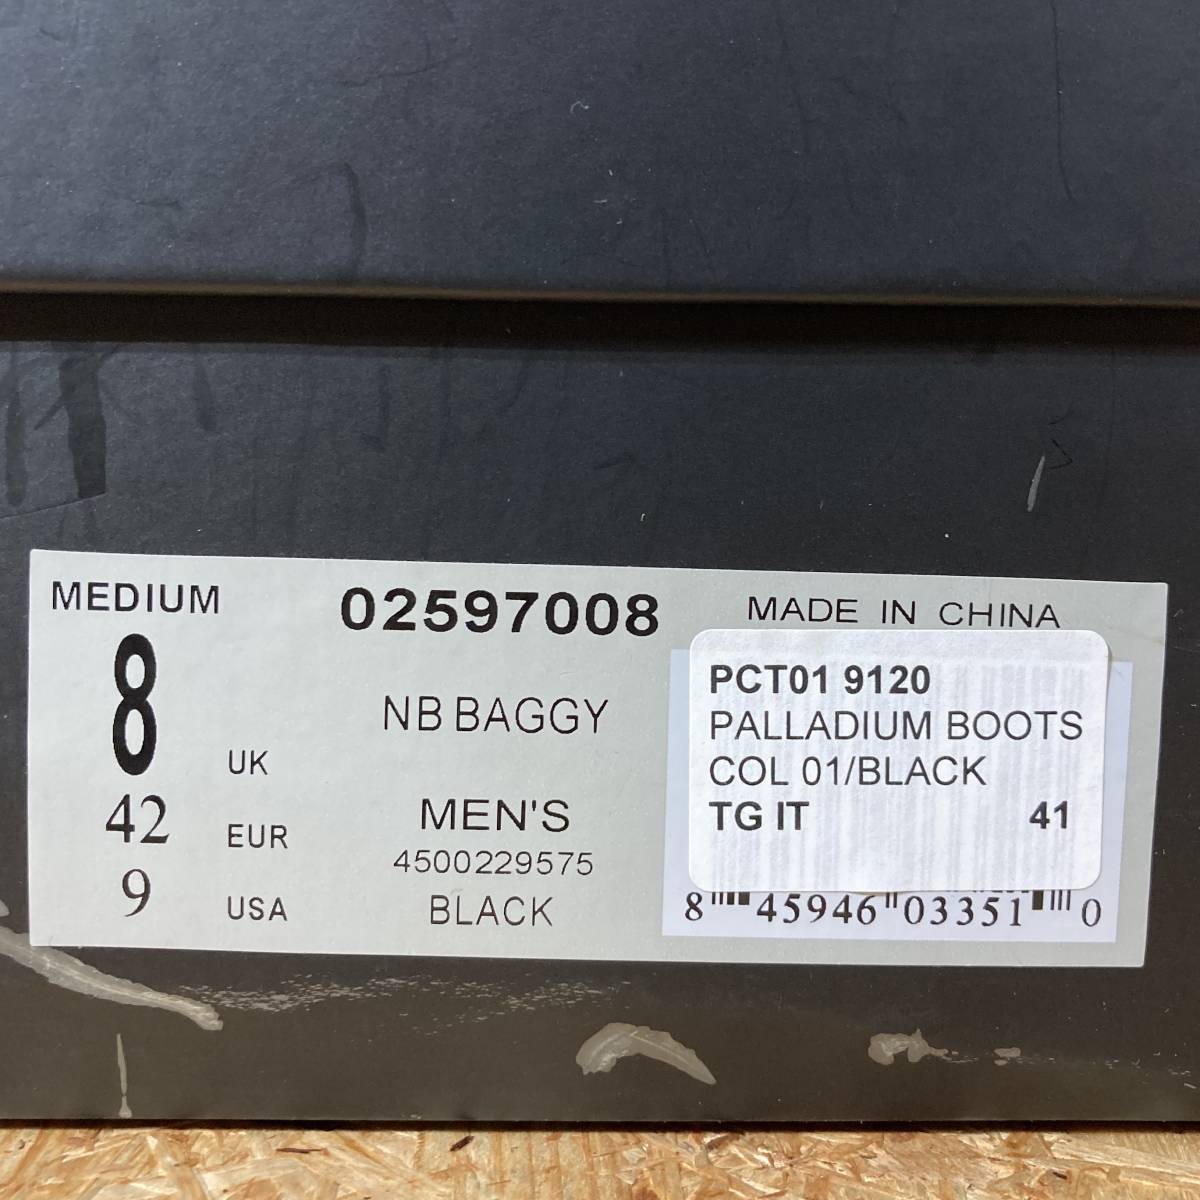 MEDIUM
8 UK
42 EUR
9 USA
02597008
NB BAGGY
MEN'S
4500229575
BLACK
MADE IN CHINA
PCT01 9120
PALLADIUM BOOTS
COL 01/BLACK
TG IT 41
8 45946 03351 0